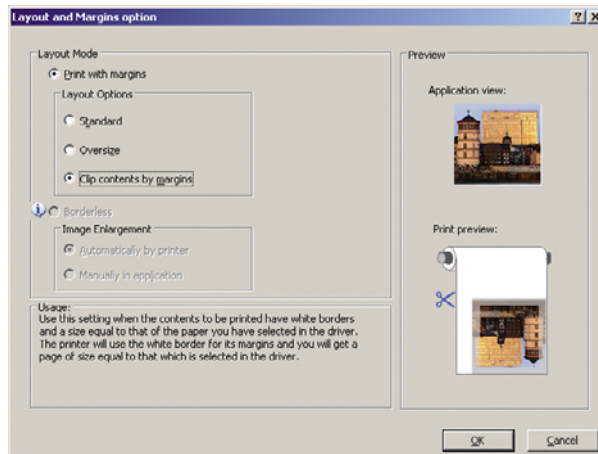 Layout and Margins option
Layout Mode
Print with margins
Layout Options
Standard
Oversize
Clip contents by margins
Borderless
Image Enlargement
Automatically by printer
Manually in application
Usage:
Use this setting when the contents to be printed have white borders
and a size equal to that of the paper you have selected in the driver.
The printer will use the white border for its margins and you will get a
page of size equal to that which is selected in the driver.
Preview
Application view:
Print preview:
OK
Cancel